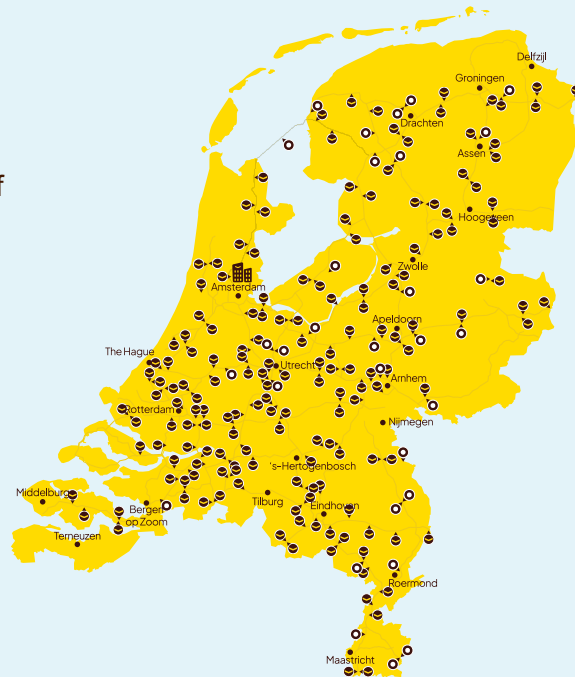 f
Delfzijl
Groningen
Drachten
Assen
Hoogeveen
Zwolle
Amsterdam
Apeldoorn
The Hague
Utrecht
Arnhem
Rotterdam
Nijmegen
's-Hertogenbosch
Middelburg
Bergen
op Zoom
Tilburg
Eindhoven
Terneuzen
Roermond
Maastricht